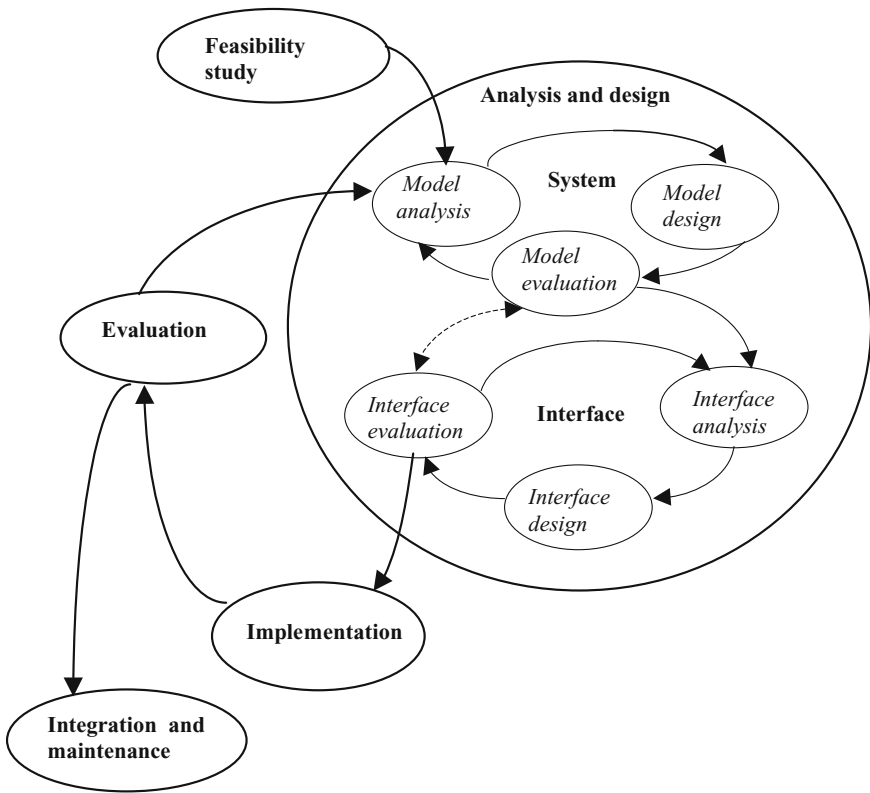 Feasibility
study
Analysis and design
Model
analysis
System
Model
design
Model
evaluation
Evaluation
Interface
evaluation
Interface
Interface
analysis
Interface
design
Implementation
Integration and
maintenance